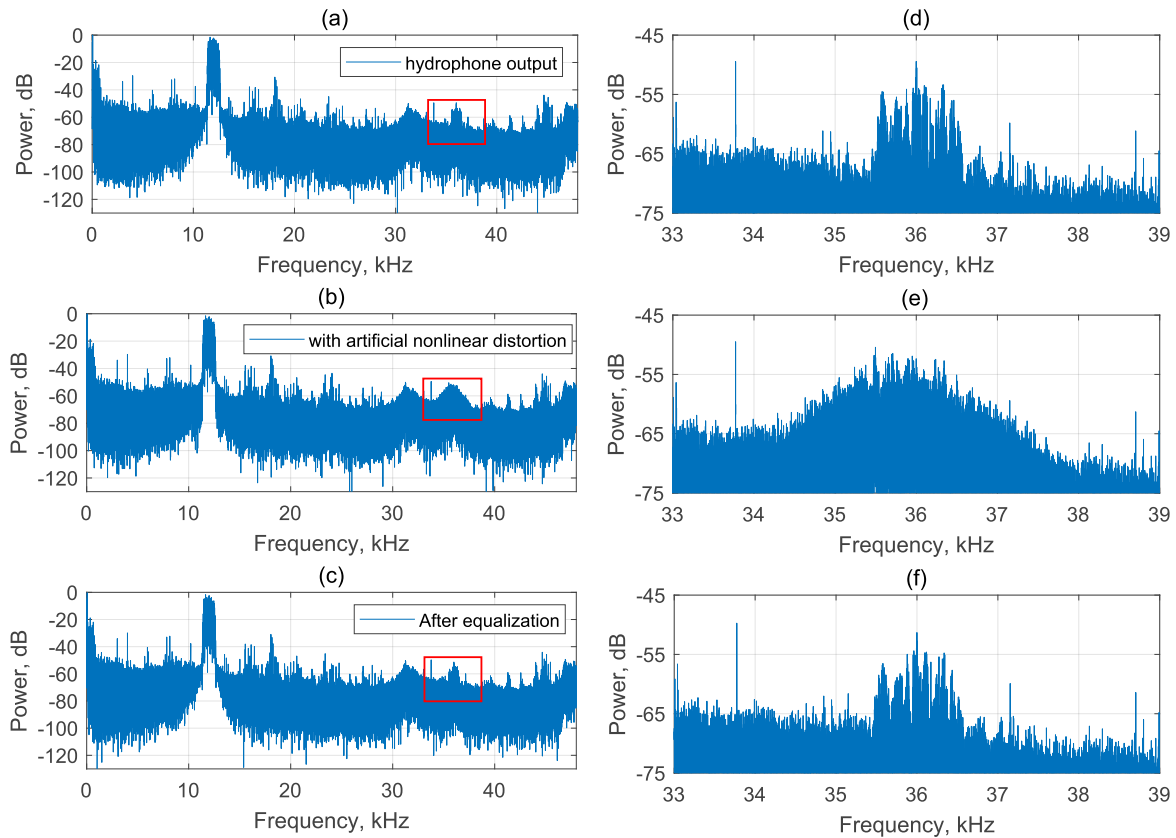 (a)
0
-20
-40
-60
-80
-100
-120
Power, dB
hydrophone output
0 10 20 30 40
Frequency, kHz
(d)
-45
-55
-65
-75
Power, dB
33 34 35 36 37 38 39
Frequency, kHz
(b)
0
-20
-40
-60
-80
-100
-120
Power, dB
with artificial nonlinear distortion
0 10 20 30 40
Frequency, kHz
(e)
-45
-55
-65
-75
Power, dB
33 34 35 36 37 38 39
Frequency, kHz
(c)
0
-20
-40
-60
-80
-100
-120
Power, dB
After equalization
0 10 20 30 40
Frequency, kHz
(f)
-45
-55
-65
-75
Power, dB
33 34 35 36 37 38 39
Frequency, kHz